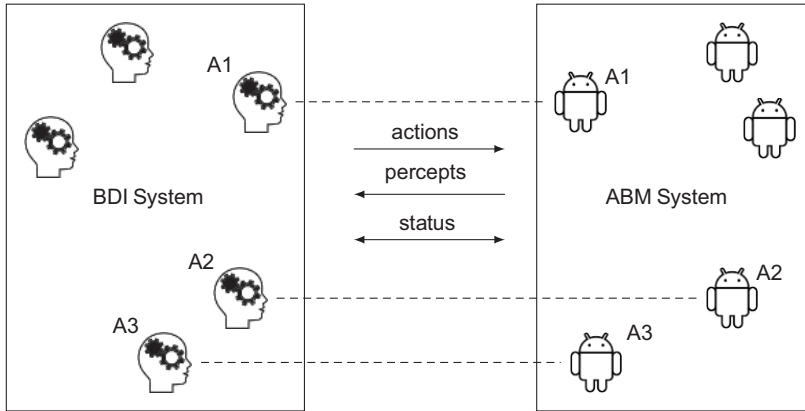 A1
A1
actions
percepts
BDI System
ABM System
status
A2
A2
A3
A3